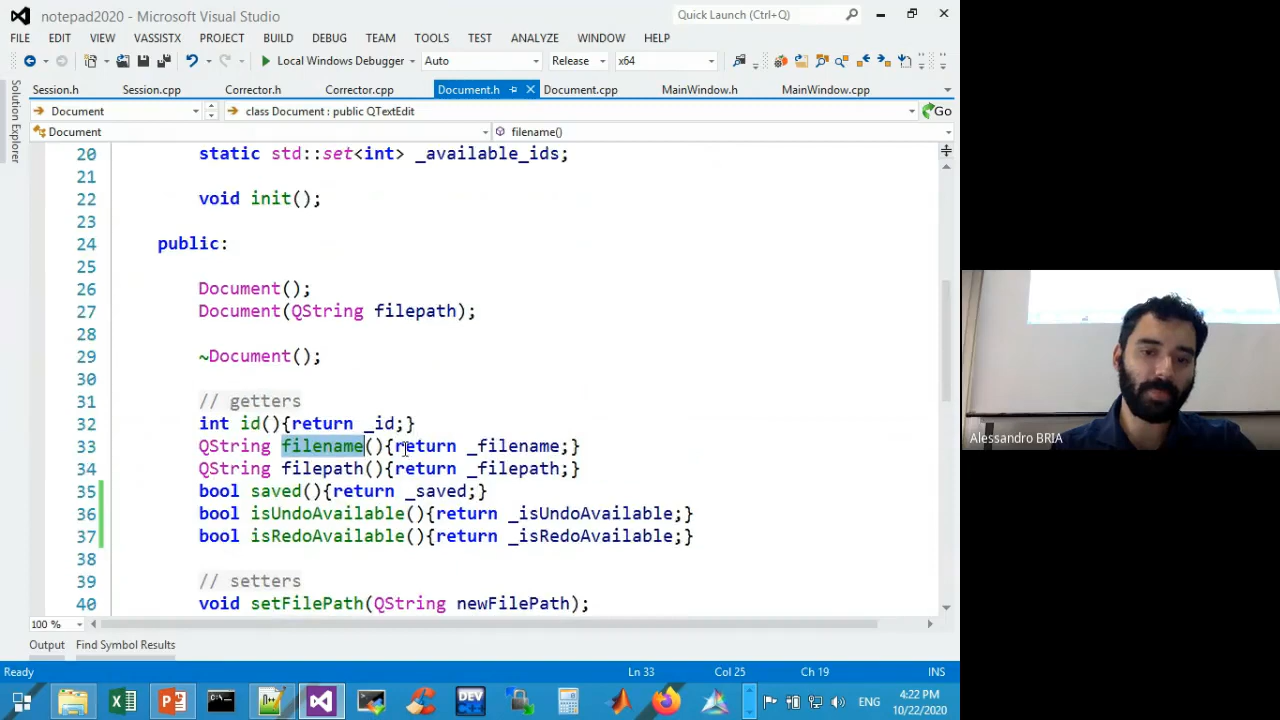 notepad2020 - Microsoft Visual Studio
Quick Launch (Ctrl+Q)
FILE EDIT VIEW VASSISTX PROJECT BUILD DEBUG TEAM TOOLS TEST ANALYZE WINDOW HELP
Local Windows Debugger Auto Release x64
Session.h Session.cpp Corrector.h Corrector.cpp Document.h Document.cpp MainWindow.h MainWindow.cpp
Document class Document : public QTextEdit Go
Document filename()
Solution Explorer
20 static std::set<int> _available_ids;
21
22 void init();
23
24 public:
25
26 Document();
27 Document(QString filepath);
28
29 ~Document();
30
31 // getters
32 int id(){return _id;}
33 QString filename(){return _filename;}
34 QString filepath(){return _filepath;}
35 bool saved(){return _saved;}
36 bool isUndoAvailable(){return _isUndoAvailable;}
37 bool isRedoAvailable(){return _isRedoAvailable;}
38
39 // setters
40 void setFilePath(QString newFilePath);
100 %
Output Find Symbol Results
Ready Ln 33 Col 25 Ch 19 INS
DEV
ENG
4:22 PM
10/22/2020
Alessandro BRIA